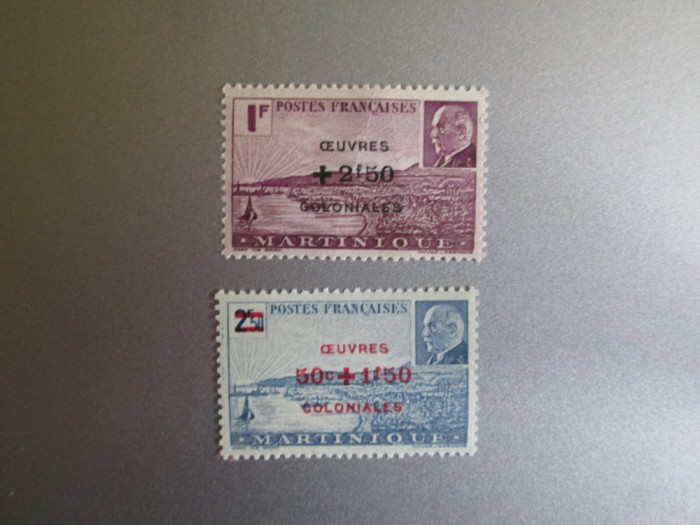 1F POSTES FRANÇAISES
ŒUVRES
+ 2f50
COLONIALES
• MARTINIQUE •
2F50 POSTES FRANÇAISES
ŒUVRES
50c + 1f50
COLONIALES
• MARTINIQUE •